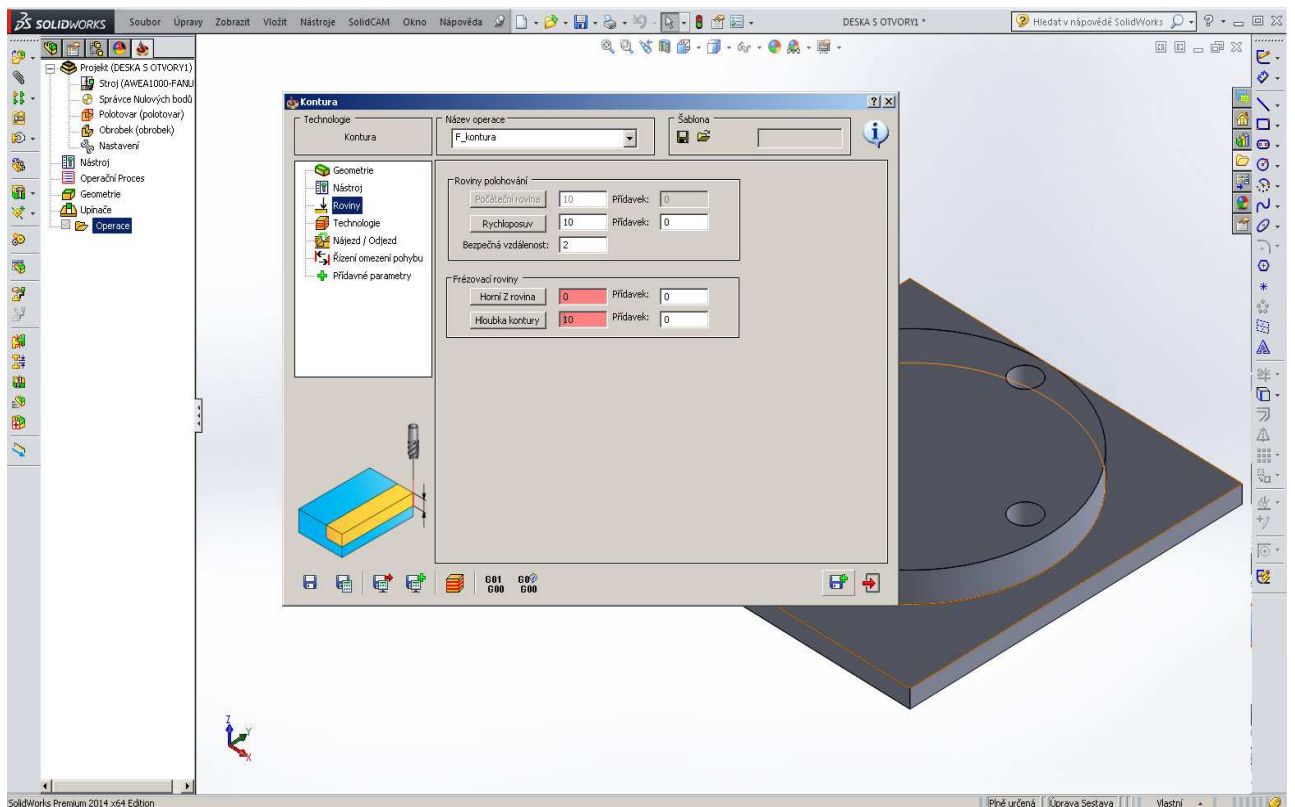 SOLIDWORKS Soubor Úpravy Zobrazit Vložit Nástroje SolidCAM Okno Nápověda DESKA S OTVORY1 * Hledat v nápovědě SolidWorks
Projekt (DESKA S OTVORY1)
Stroj (AWEA1000-FANU
Správce Nulových bodů
Polotovar (polotovar)
Obrobek (obrobek)
Nastavení
Nástroj
Operační Proces
Geometrie
Upínače
Operace
Kontura
Technologie
Kontura
Název operace
F_kontura
Šablona
Geometrie
Nástroj
Roviny
Technologie
Nájezd / Odjezd
Řízení omezení pohybu
Přídavné parametry
Roviny polohování
Počáteční rovina 10 Přídavek: 0
Rychloposuv 10 Přídavek: 0
Bezpečná vzdálenost: 2
Frézovací roviny
Horní Z rovina 0 Přídavek: 0
Hloubka kontury 10 Přídavek: 0
G01 G00
G00 G00
Z
Y
X
SolidWorks Premium 2014 x64 Edition Plně určená Úprava Sestava Vlastní